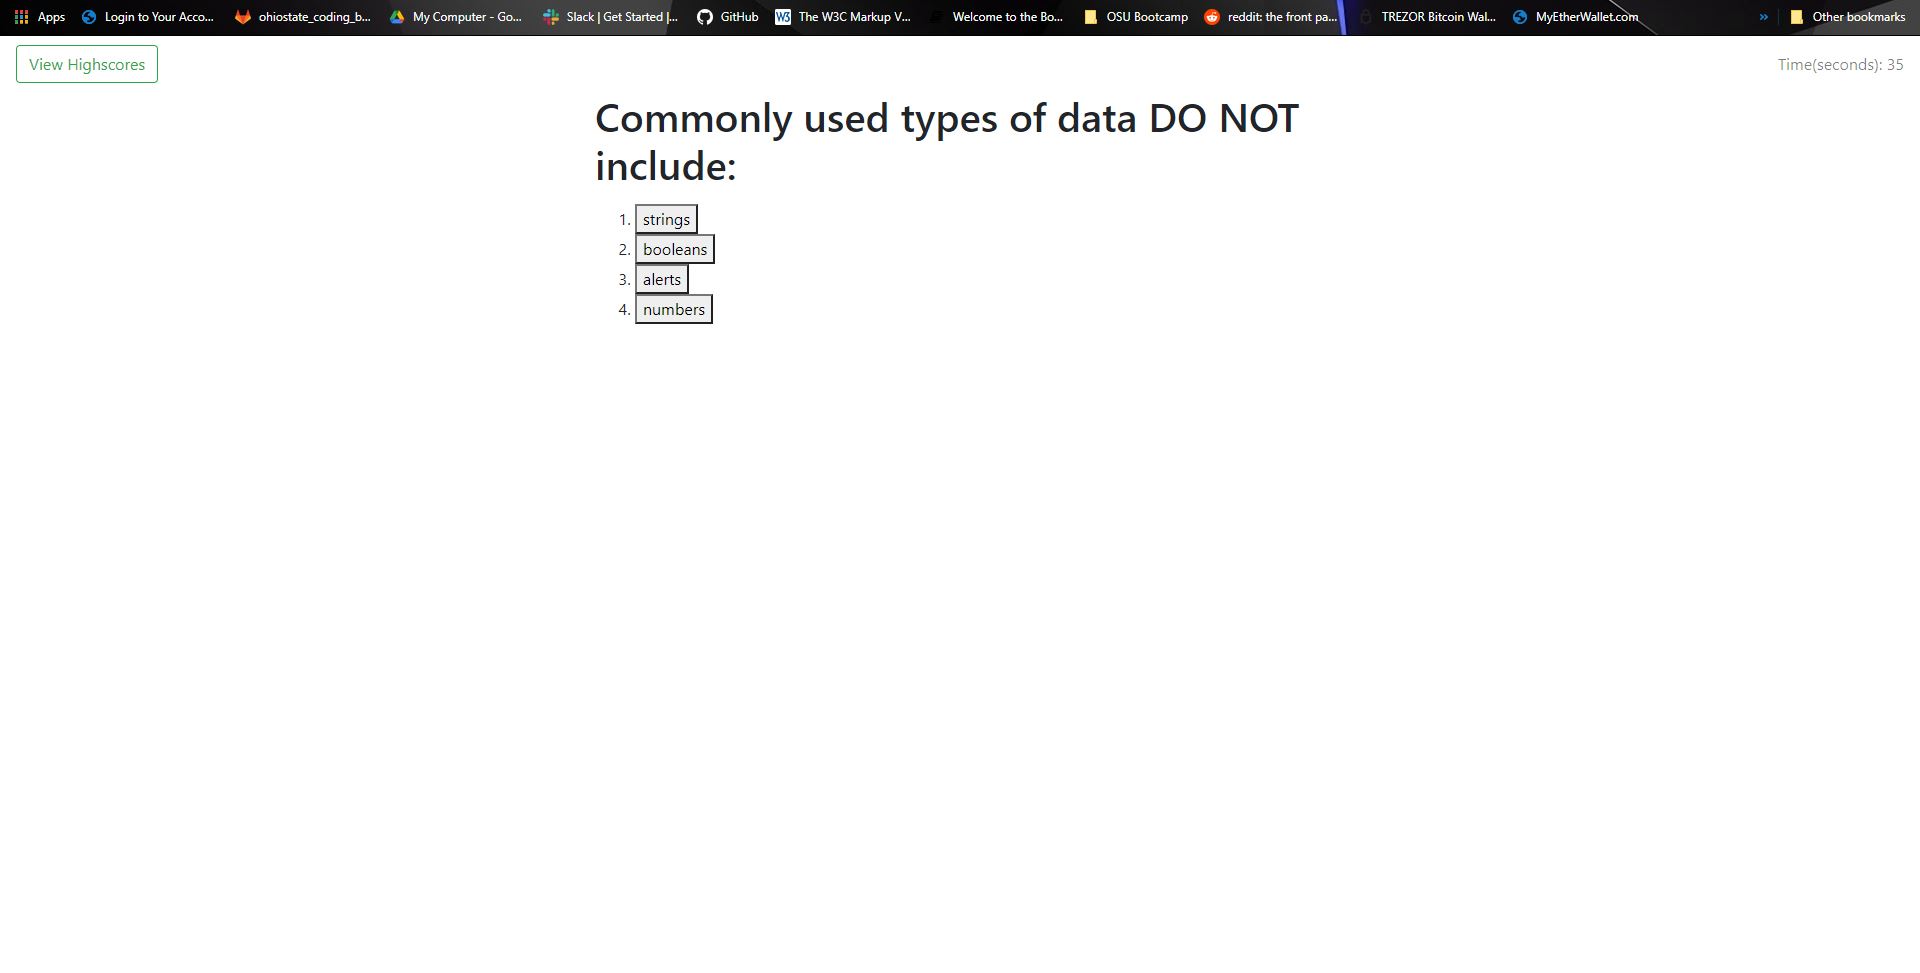 Apps Login to Your Acco... ohiostate_coding_b... My Computer - Go... Slack | Get Started |... GitHub The W3C Markup V... Welcome to the Bo... OSU Bootcamp reddit: the front pa... TREZOR Bitcoin Wal... MyEtherWallet.com » Other bookmarks
View Highscores Time(seconds): 35
Commonly used types of data DO NOT
include:
1. strings
2. booleans
3. alerts
4. numbers